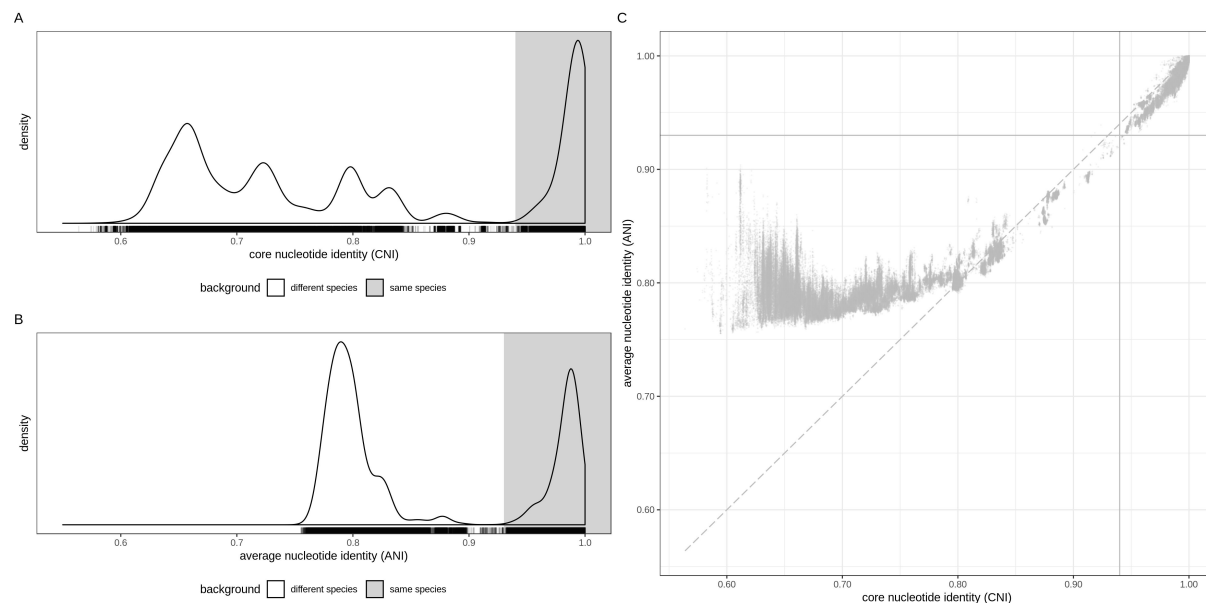 A
density
0.6 0.7 0.8 0.9 1.0
core nucleotide identity (CNI)
background different species same species
B
density
0.6 0.7 0.8 0.9 1.0
average nucleotide identity (ANI)
background different species same species
C
average nucleotide identity (ANI)
1.00
0.90
0.80
0.70
0.60
0.60 0.70 0.80 0.90 1.00
core nucleotide identity (CNI)